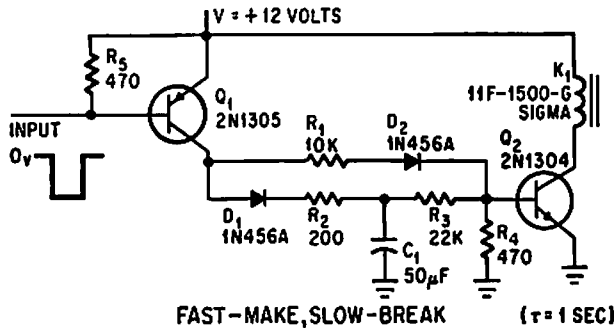 V = +12 VOLTS
R5
470
Q1
2N1305
INPUT
0v
R1
10K
D2
1N456A
K1
11F-1500-G
SIGMA
Q2
2N1304
D1
1N456A
R2
200
R3
22K
C1
50μF
R4
470
FAST-MAKE, SLOW-BREAK (τ = 1 SEC)